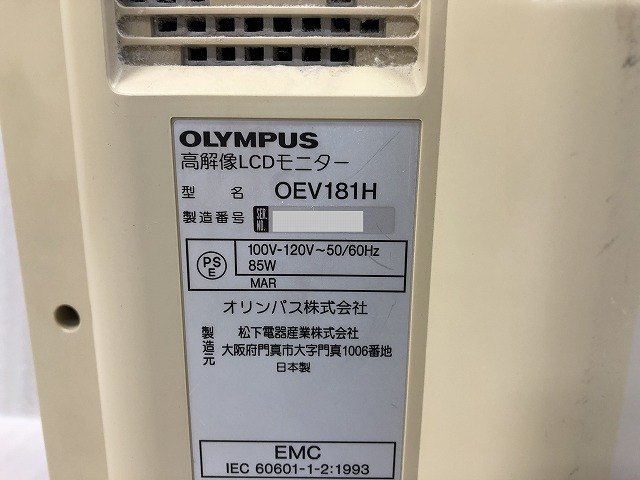 OLYMPUS
高解像LCDモニター
型 名 OEV181H
製造番号 SER. NO.
PS E
100V-120V～50/60Hz
85W
MAR
オリンパス株式会社
製造元
松下電器産業株式会社
大阪府門真市大字門真1006番地
日本製
EMC
IEC 60601-1-2:1993